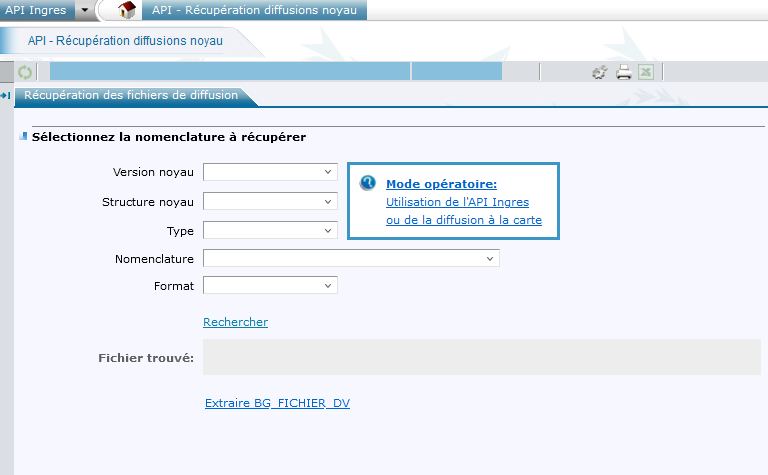 API Ingres
API - Récupération diffusions noyau
API - Récupération diffusions noyau
Récupération des fichiers de diffusion
Sélectionnez la nomenclature à récupérer
Version noyau
Structure noyau
Type
Nomenclature
Format
Mode opératoire:
Utilisation de l'API Ingres
ou de la diffusion à la carte
Rechercher
Fichier trouvé:
Extraire BG_FICHIER_DV